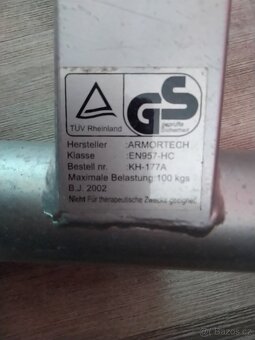 TÜV Rheinland
GS
geprüfte
Sicherheit
Hersteller :ARMORTECH
Klasse :EN957-HC
Bestell nr. :KH-177A
Maximale Belastung:100 kgs
B.J. 2002
Nicht Für therapeutische Zwecke geeignet
Bazos.cz